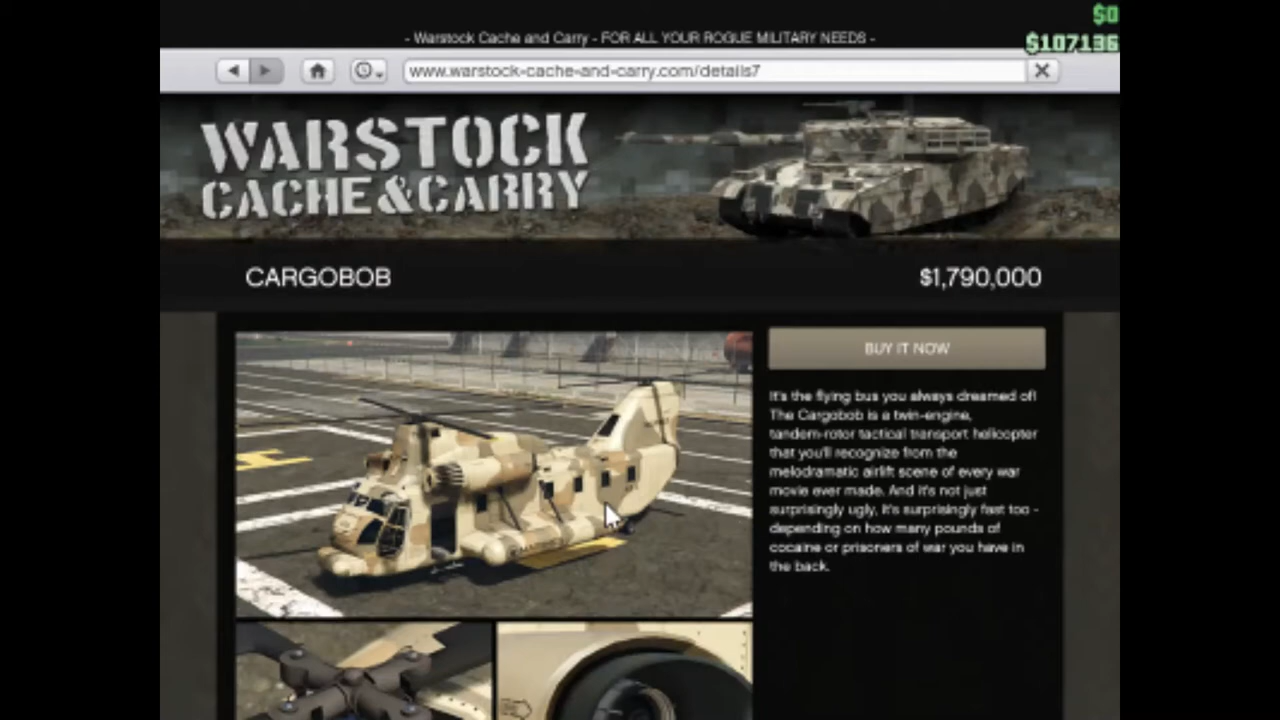 $0
- Warstock Cache and Carry - FOR ALL YOUR ROGUE MILITARY NEEDS -
$107,136
www.warstock-cache-and-carry.com/details7
WARSTOCK
CACHE&CARRY
CARGOBOB
$1,790,000
BUY IT NOW
It's the flying bus you always dreamed of!
The Cargobob is a twin-engine,
tandem-rotor tactical transport helicopter
that you'll recognize from the
melodramatic airlift scene of every war
movie ever made. And it's not just
surprisingly ugly, it's surprisingly fast too -
depending on how many pounds of
cocaine or prisoners of war you have in
the back.